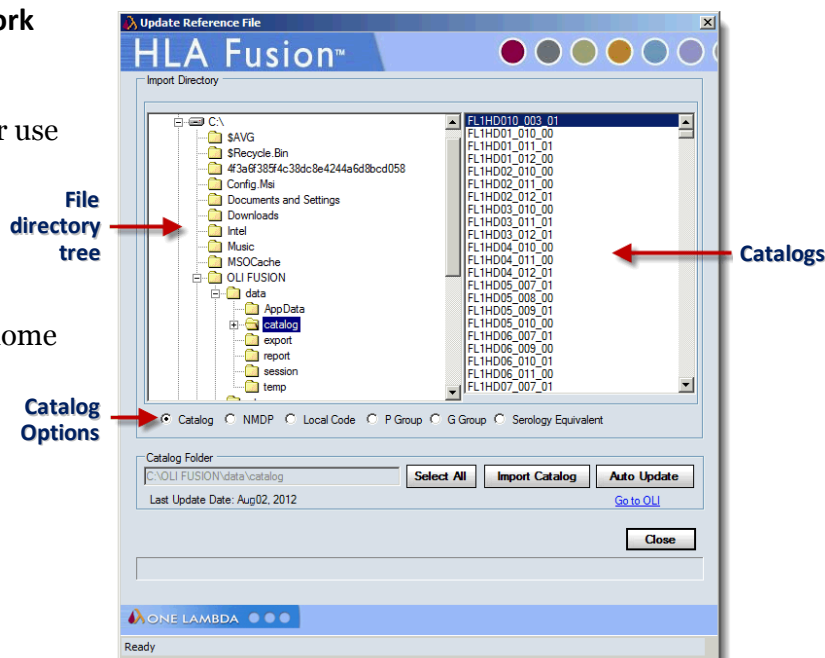 ork
r use
ome
File
directory
tree
Catalog
Options
Catalogs
Update Reference File
HLA Fusion™
Import Directory
C:\
$AVG
$Recycle.Bin
4f3a6f385f4c38dc8e4244a6d8bcd058
Config.Msi
Documents and Settings
Downloads
Intel
Music
MSOCache
OLI FUSION
data
AppData
catalog
export
report
session
temp
FL1HD010_003_01
FL1HD01_010_00
FL1HD01_011_01
FL1HD01_012_00
FL1HD02_010_00
FL1HD02_011_00
FL1HD02_012_01
FL1HD03_010_00
FL1HD03_011_01
FL1HD03_012_01
FL1HD04_010_00
FL1HD04_011_00
FL1HD04_012_01
FL1HD05_007_01
FL1HD05_008_00
FL1HD05_009_01
FL1HD05_010_00
FL1HD06_007_01
FL1HD06_009_00
FL1HD06_010_01
FL1HD06_011_00
FL1HD07_007_01
Catalog NMDP Local Code P Group G Group Serology Equivalent
Catalog Folder
C:\OLI FUSION\data\catalog
Select All Import Catalog Auto Update
Last Update Date: Aug02, 2012
Go to OLI
Close
ONE LAMBDA
Ready